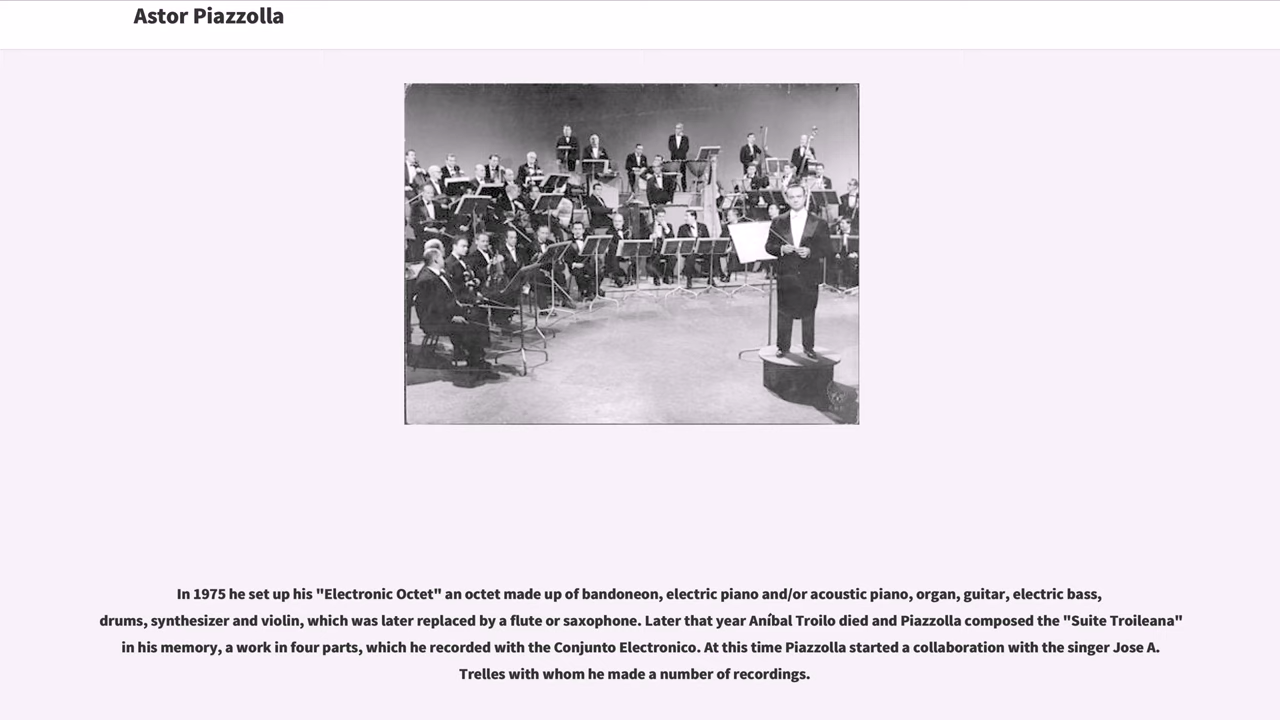 Astor Piazzolla
In 1975 he set up his "Electronic Octet" an octet made up of bandoneon, electric piano and/or acoustic piano, organ, guitar, electric bass,
drums, synthesizer and violin, which was later replaced by a flute or saxophone. Later that year Aníbal Troilo died and Piazzolla composed the "Suite Troileana"
in his memory, a work in four parts, which he recorded with the Conjunto Electronico. At this time Piazzolla started a collaboration with the singer Jose A.
Trelles with whom he made a number of recordings.